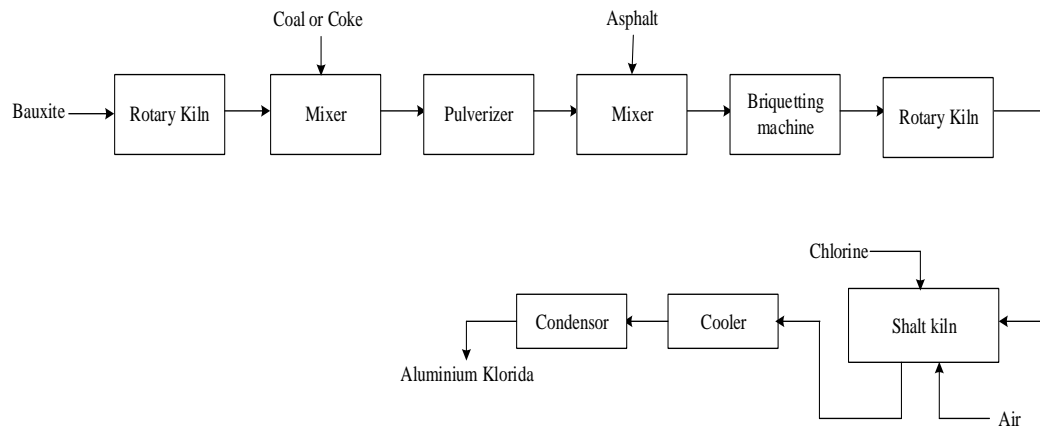 Coal or Coke
Asphalt
Bauxite
Rotary Kiln
Mixer
Pulverizer
Mixer
Briquetting
machine
Rotary Kiln
Chlorine
Condensor
Cooler
Shalt kiln
Aluminium Klorida
Air